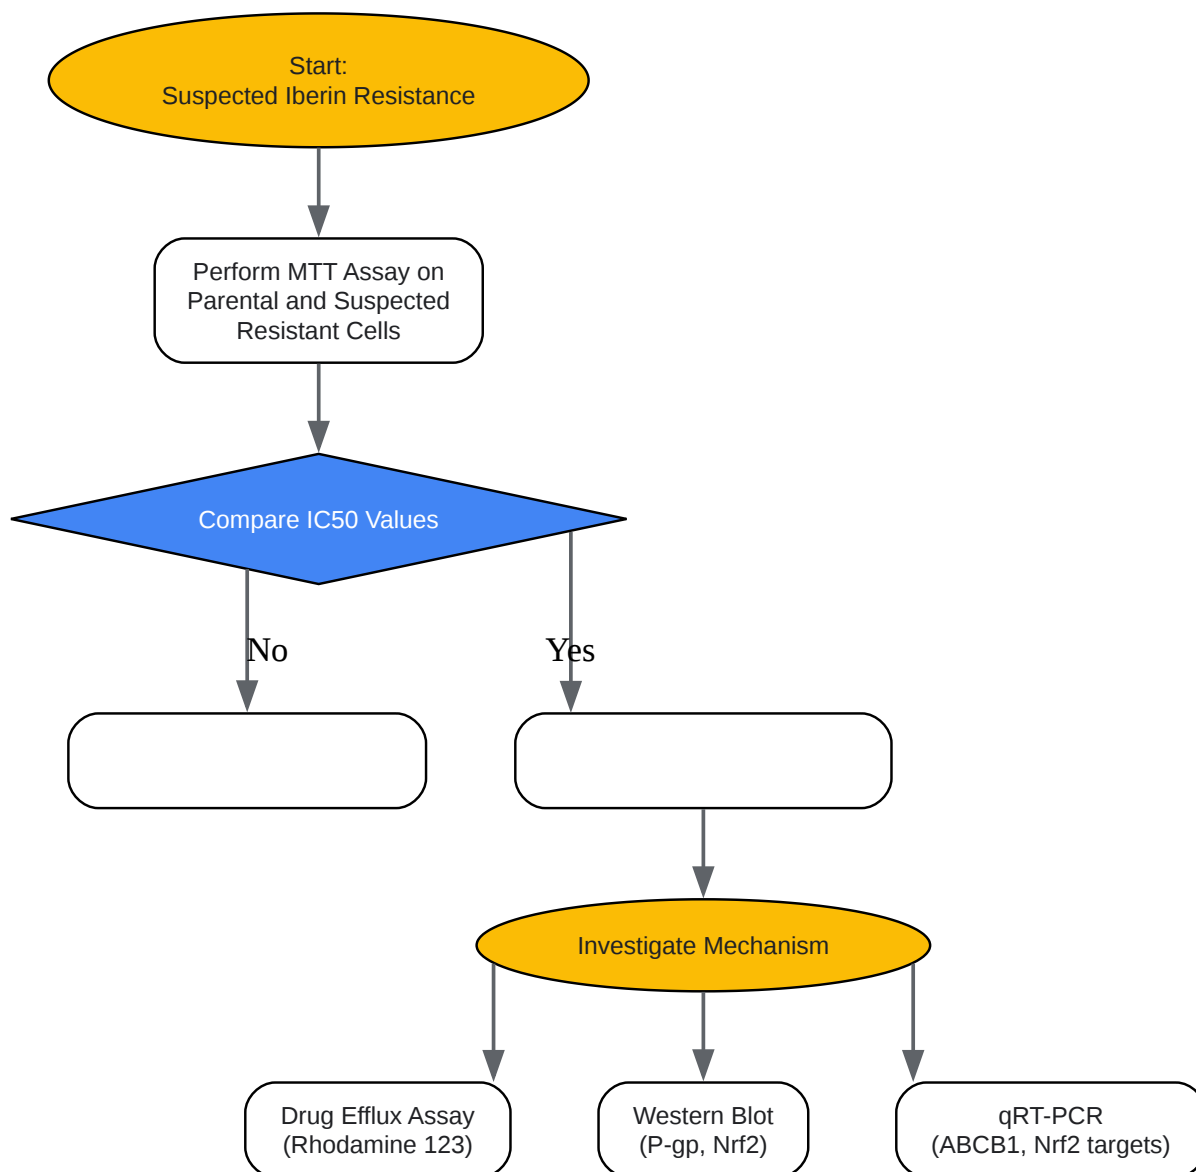 Start:
Suspected Iberin Resistance
Perform MTT Assay on
Parental and Suspected
Resistant Cells
Compare IC50 Values
No
Yes
Investigate Mechanism
Drug Efflux Assay
(Rhodamine 123)
Western Blot
(P-gp, Nrf2)
qRT-PCR
(ABCB1, Nrf2 targets)